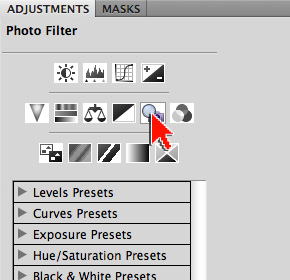 ADJUSTMENTS MASKS
Photo Filter
Levels Presets
Curves Presets
Exposure Presets
Hue/Saturation Presets
Black & White Presets